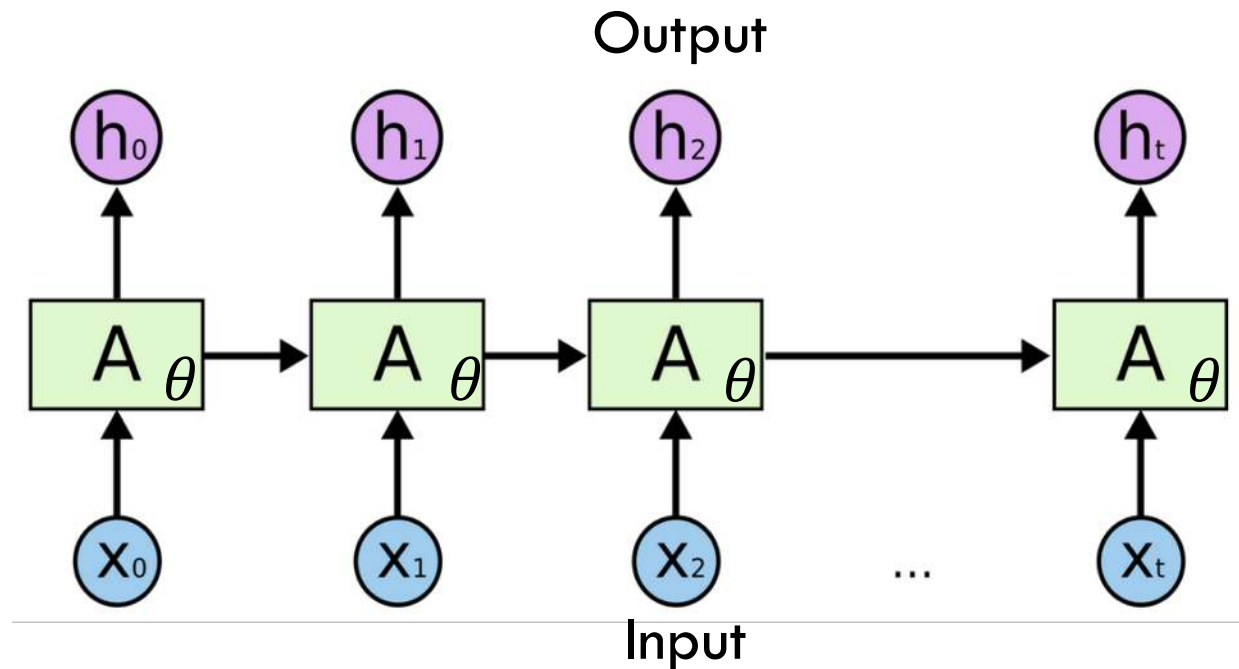 Output
h₀ h₁ h₂ hₜ
A θ A θ A θ A θ
x₀ x₁ x₂ ... xₜ
Input